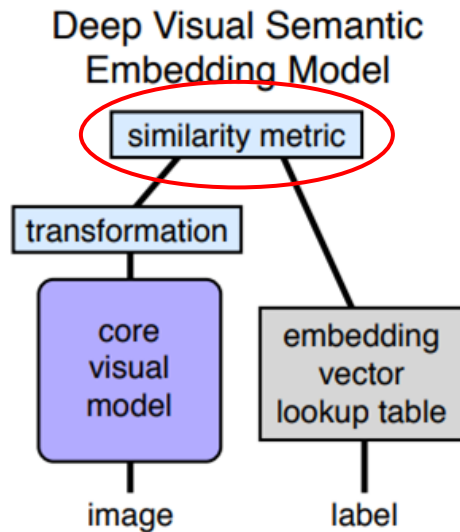 Deep Visual Semantic
Embedding Model
similarity metric
transformation
core
visual
model
embedding
vector
lookup table
image
label